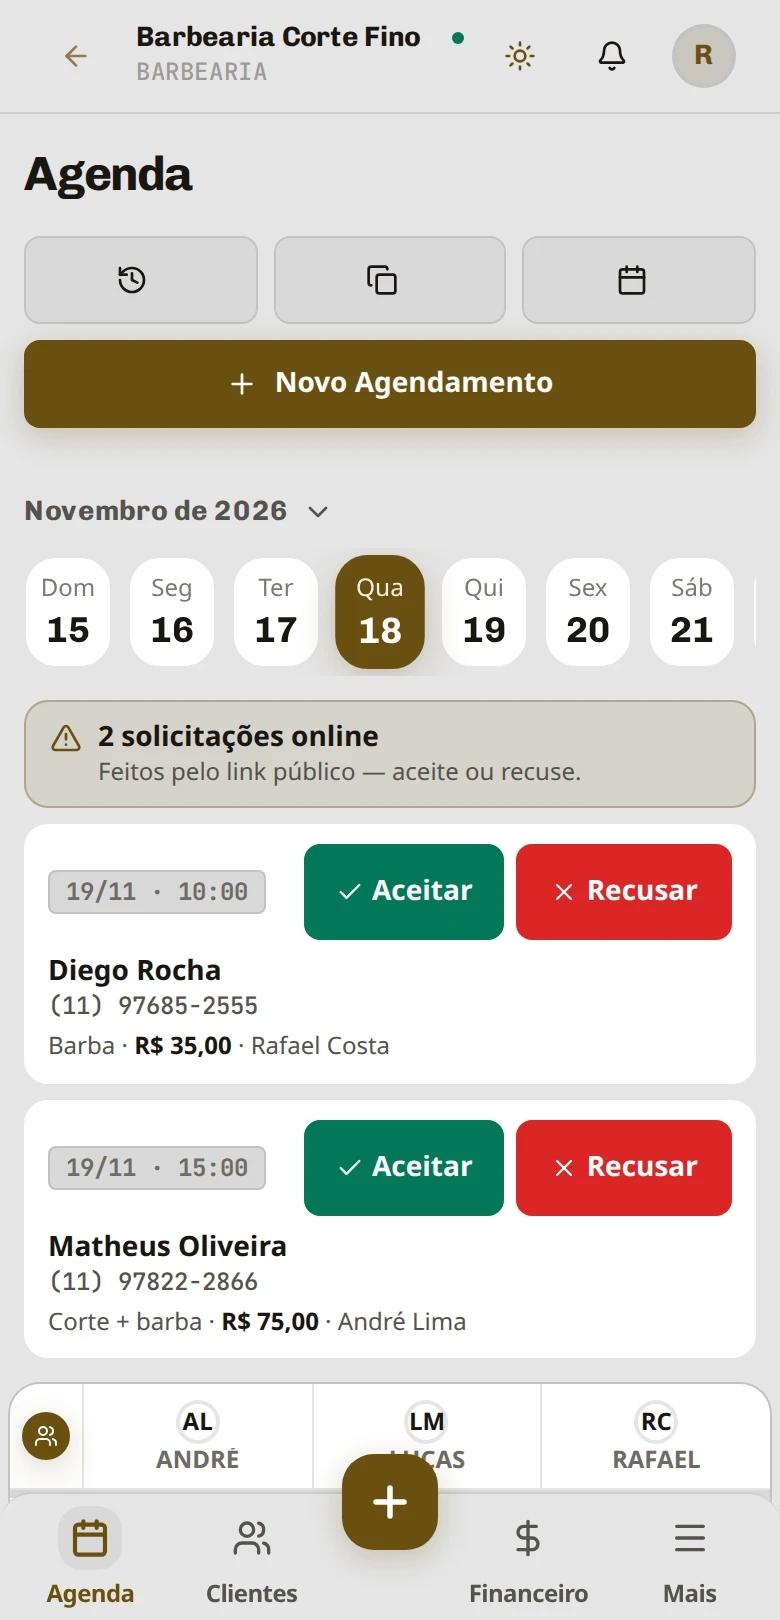 Barbearia Corte Fino
BARBEARIA
R
Agenda
Novo Agendamento
Novembro de 2026
Dom Seg Ter Qua Qui Sex Sáb
15 16 17 18 19 20 21
2 solicitações online
Feitos pelo link público — aceite ou recuse.
19/11 · 10:00 Aceitar Recusar
Diego Rocha
(11) 97685-2555
Barba · R$ 35,00 · Rafael Costa
19/11 · 15:00 Aceitar Recusar
Matheus Oliveira
(11) 97822-2866
Corte + barba · R$ 75,00 · André Lima
AL LM RC
ANDRÉ LUCAS RAFAEL
Agenda Clientes Financeiro Mais